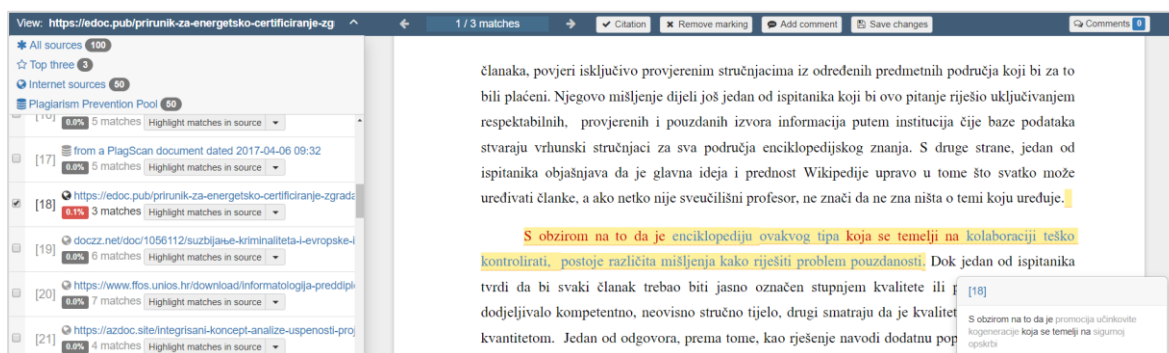 View: https://edoc.pub/prirunik-za-energetsko-certificiranje-zg
1 / 3 matches
Citation
Remove marking
Add comment
Save changes
Comments 0
All sources 100
Top three 3
Internet sources 50
Plagiarism Prevention Pool 50
[16] 0.0% 5 matches Highlight matches in source
[17] from a PlagScan document dated 2017-04-06 09:32
0.0% 5 matches Highlight matches in source
[18] https://edoc.pub/prirunik-za-energetsko-certificiranje-zgrada
0.1% 3 matches Highlight matches in source
[19] doczz.net/doc/1056112/suzbijaњe-kriminaliteta-i-evropske-i
0.0% 6 matches Highlight matches in source
[20] https://www.ffos.unios.hr/download/informatologija-preddiplo
0.0% 7 matches Highlight matches in source
[21] https://azdoc.site/integrisani-koncept-analize-uspenosti-proj
0.0% 4 matches Highlight matches in source
članaka, povjeri isključivo provjerenim stručnjacima iz određenih predmetnih područja koji bi za to
bili plaćeni. Njegovo mišljenje dijeli još jedan od ispitanika koji bi ovo pitanje riješio uključivanjem
respektabilnih, provjerenih i pouzdanih izvora informacija putem institucija čije baze podataka
stvaraju vrhunski stručnjaci za sva područja enciklopedijskog znanja. S druge strane, jedan od
ispitanika objašnjava da je glavna ideja i prednost Wikipedije upravo u tome što svatko može
uređivati članke, a ako netko nije sveučilišni profesor, ne znači da ne zna ništa o temi koju uređuje.
S obzirom na to da je enciklopediju ovakvog tipa koja se temelji na kolaboraciji teško
kontrolirati, postoje različita mišljenja kako riješiti problem pouzdanosti. Dok jedan od ispitanika
tvrdi da bi svaki članak trebao biti jasno označen stupnjem kvalitete ili p
dodjeljivalo kompetentno, neovisno stručno tijelo, drugi smatraju da je kvalitet
kvantitetom. Jedan od odgovora, prema tome, kao rješenje navodi dodatnu pop
[18]
S obzirom na to da je promocija učinkovite
kogeneracije koja se temelji na sigurnoj
opskrbi